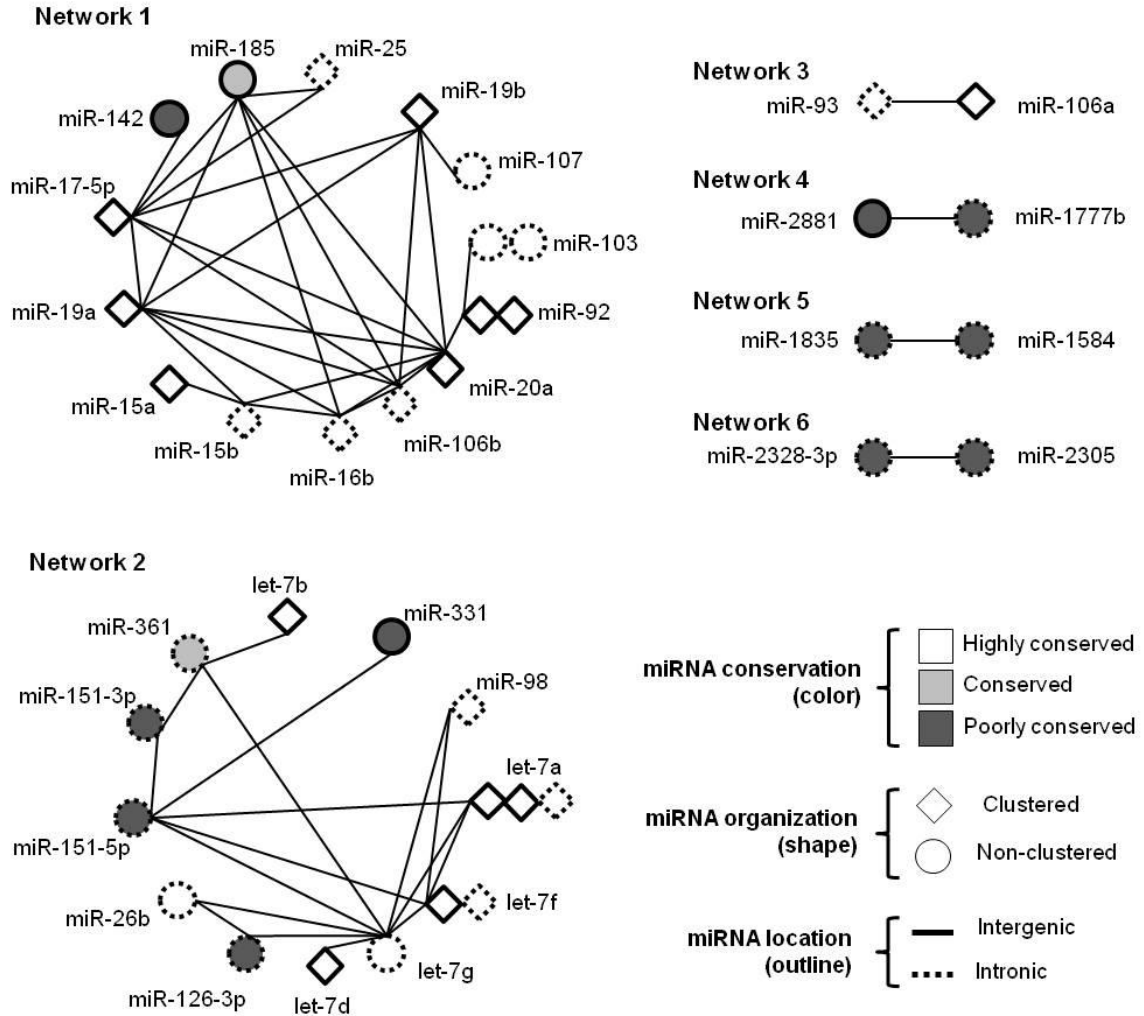 Network 1
miR-185
miR-25
miR-142
miR-19b
miR-17-5p
miR-107
miR-103
miR-19a
miR-92
miR-15a
miR-20a
miR-15b
miR-106b
miR-16b
Network 3
miR-93
miR-106a
Network 4
miR-2881
miR-1777b
Network 5
miR-1835
miR-1584
Network 6
miR-2328-3p
miR-2305
Network 2
let-7b
miR-361
miR-331
miR-151-3p
miR-98
let-7a
miR-151-5p
miR-26b
let-7f
miR-126-3p
let-7d
let-7g
miRNA conservation
(color)
Highly conserved
Conserved
Poorly conserved
miRNA organization
(shape)
Clustered
Non-clustered
miRNA location
(outline)
Intergenic
Intronic